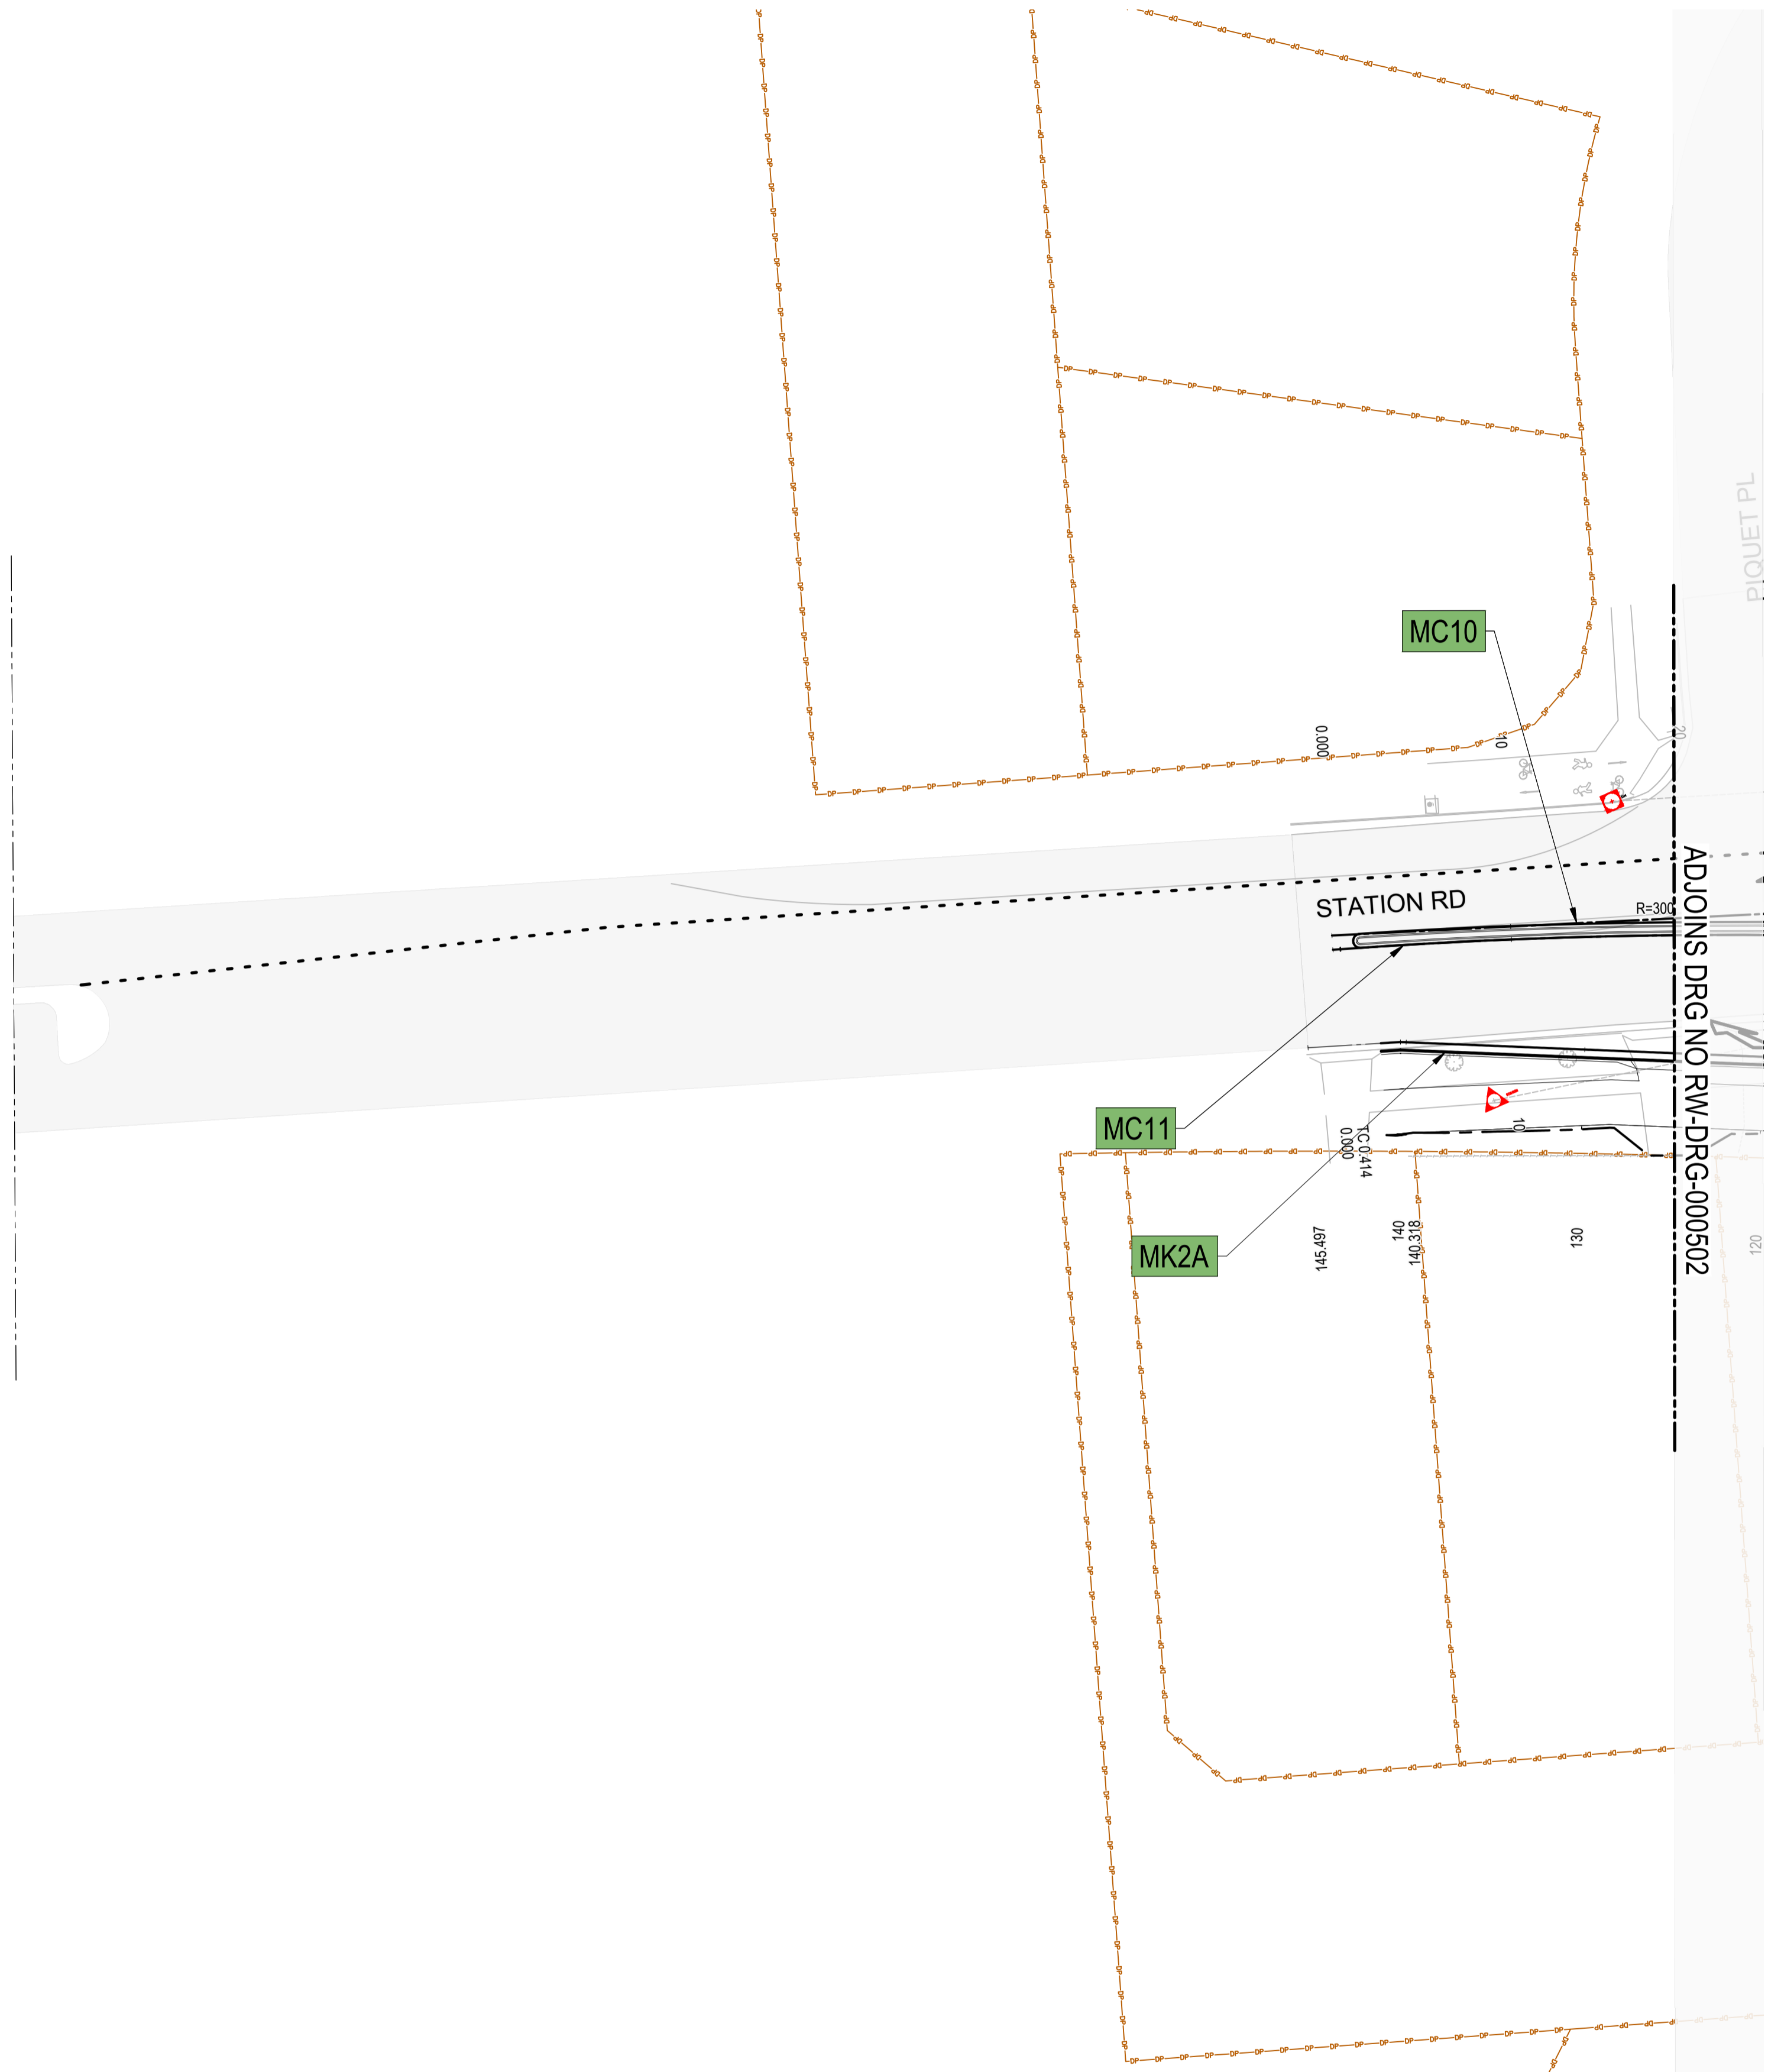 PIQUET PL
MC10
0.000
10
20
STATION RD
R=300
ADJOINS DRG NO RW-DRG-000502
MC11
10
TC 0.414
0.000
MK2A
145.497
140
140.318
130
120